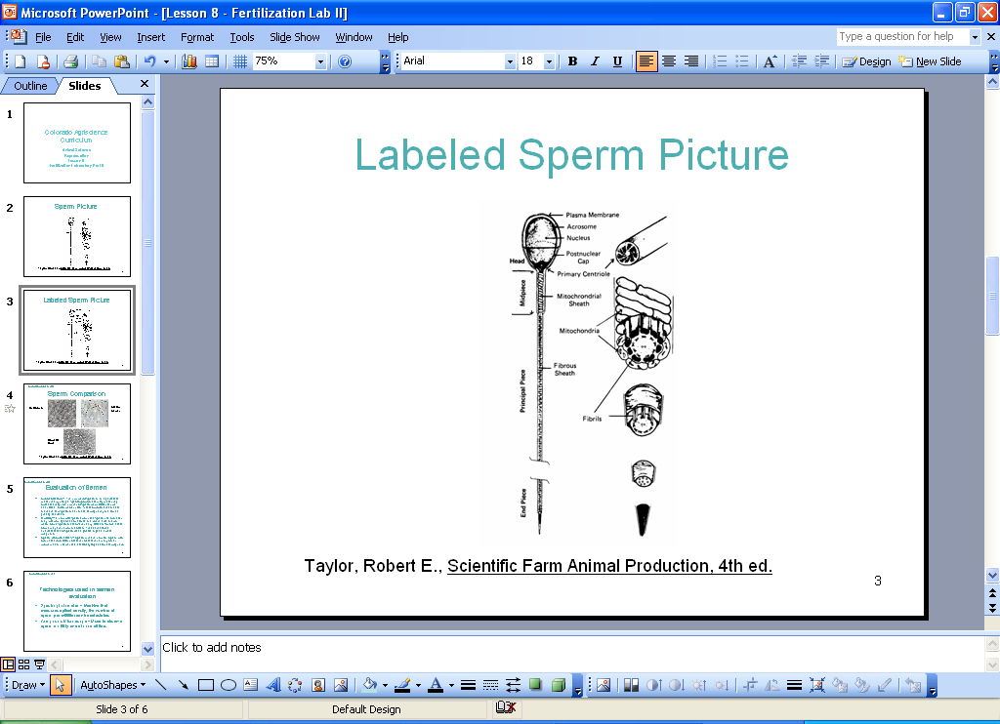 Microsoft PowerPoint - [Lesson 8 - Fertilization Lab II]
File Edit View Insert Format Tools Slide Show Window Help
Type a question for help
75%
Arial
18
B I U
Design
New Slide
Outline
Slides
1
Colorado Agriscience
Curriculum
2
Sperm Picture
3
Labeled Sperm Picture
4
Sperm Comparison
5
Evaluation of Semen
6
Technologies used in semen
evaluation
Labeled Sperm Picture
Plasma Membrane
Acrosome
Nucleus
Postnuclear
Cap
Head
Primary Centriole
Midpiece
Mitochrondrial
Sheath
Mitochondria
Fibrous
Sheath
Principal Piece
Fibrils
End Piece
Taylor, Robert E., Scientific Farm Animal Production, 4th ed.
3
Click to add notes
Draw
AutoShapes
Slide 3 of 6
Default Design